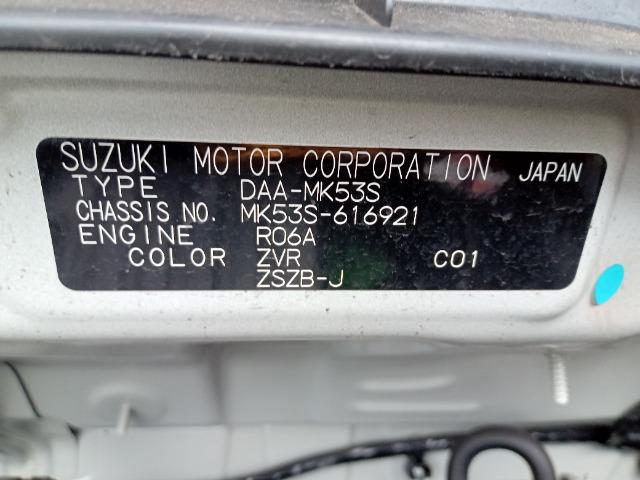 SUZUKI MOTOR CORPORATION JAPAN
TYPE DAA-MK53S
CHASSIS NO. MK53S-616921
ENGINE R06A
COLOR ZVR C01
ZSZB-J